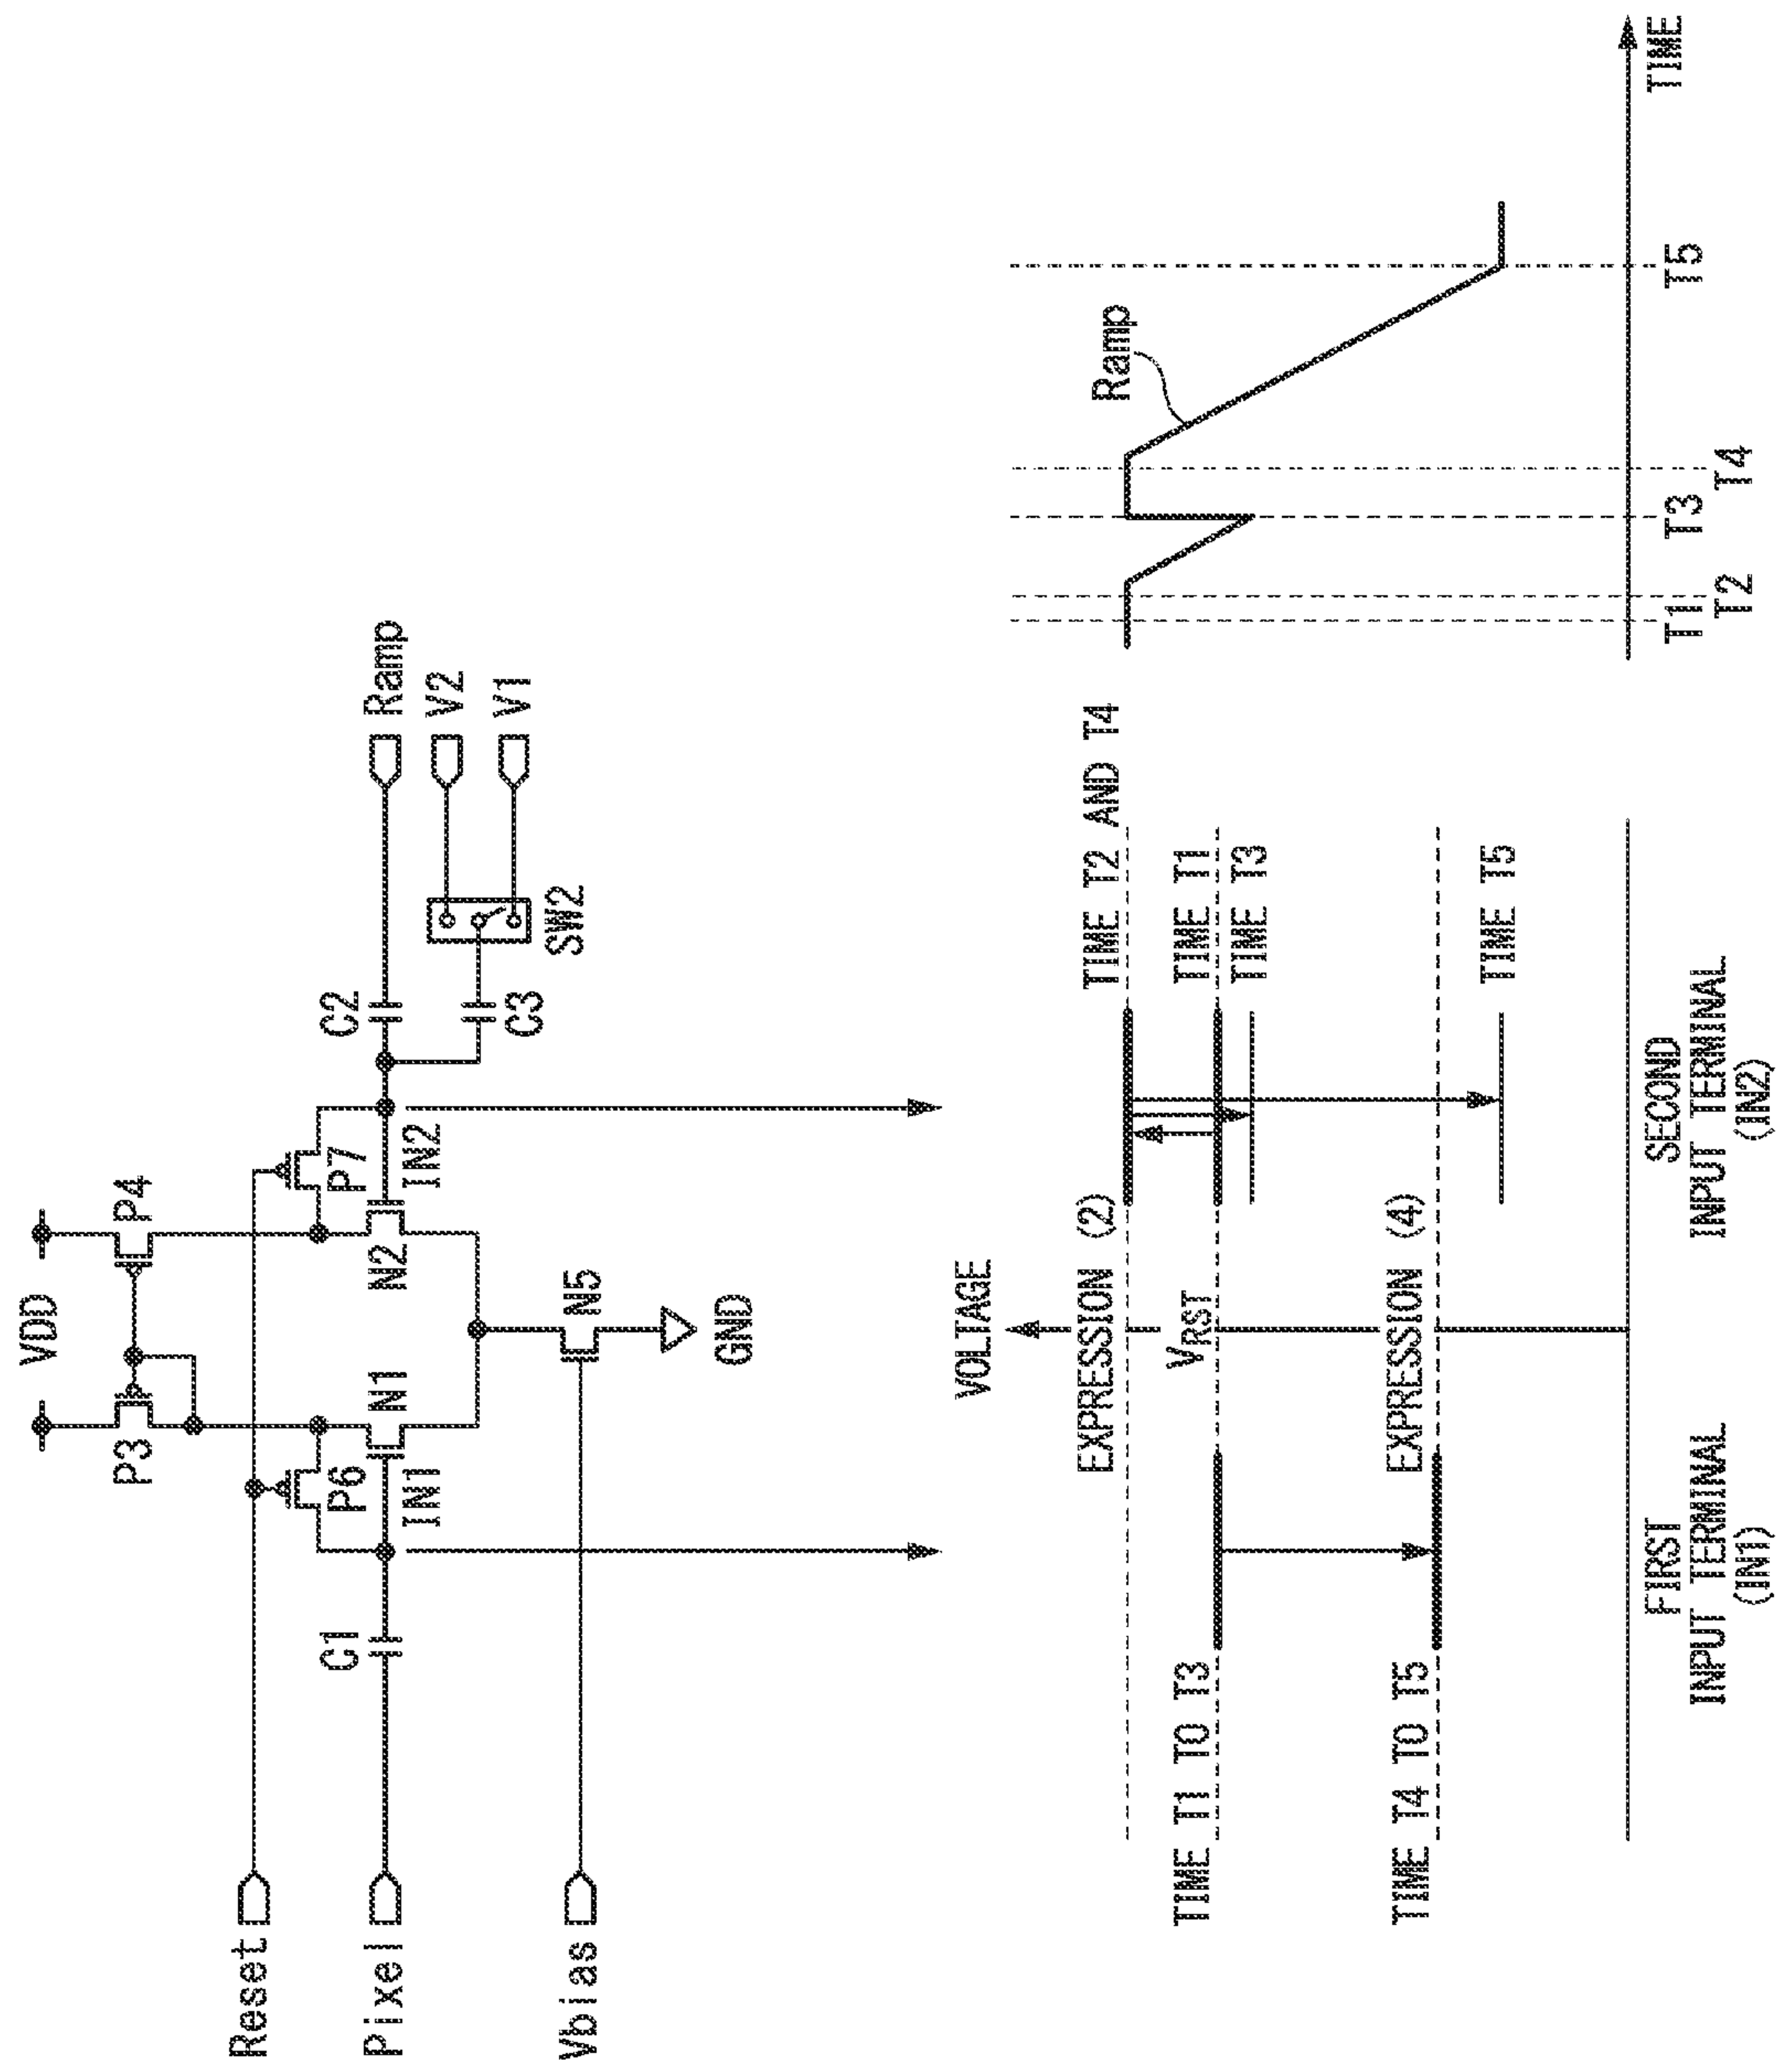 VDD
P3
P4
Reset
P6
P7
Pixel
C1
IN1
N1
N2
IN2
C2
Ramp
V2
V1
C3
SW2
Vbias
N5
GND
VOLTAGE
EXPRESSION (2)
TIME T2 AND T4
TIME T1 TO T3
VRST
TIME T1
TIME T3
TIME T4 TO T5
EXPRESSION (4)
TIME T5
FIRST
INPUT TERMINAL
(IN1)
SECOND
INPUT TERMINAL
(IN2)
Ramp
T1
T2
T3
T4
T5
TIME